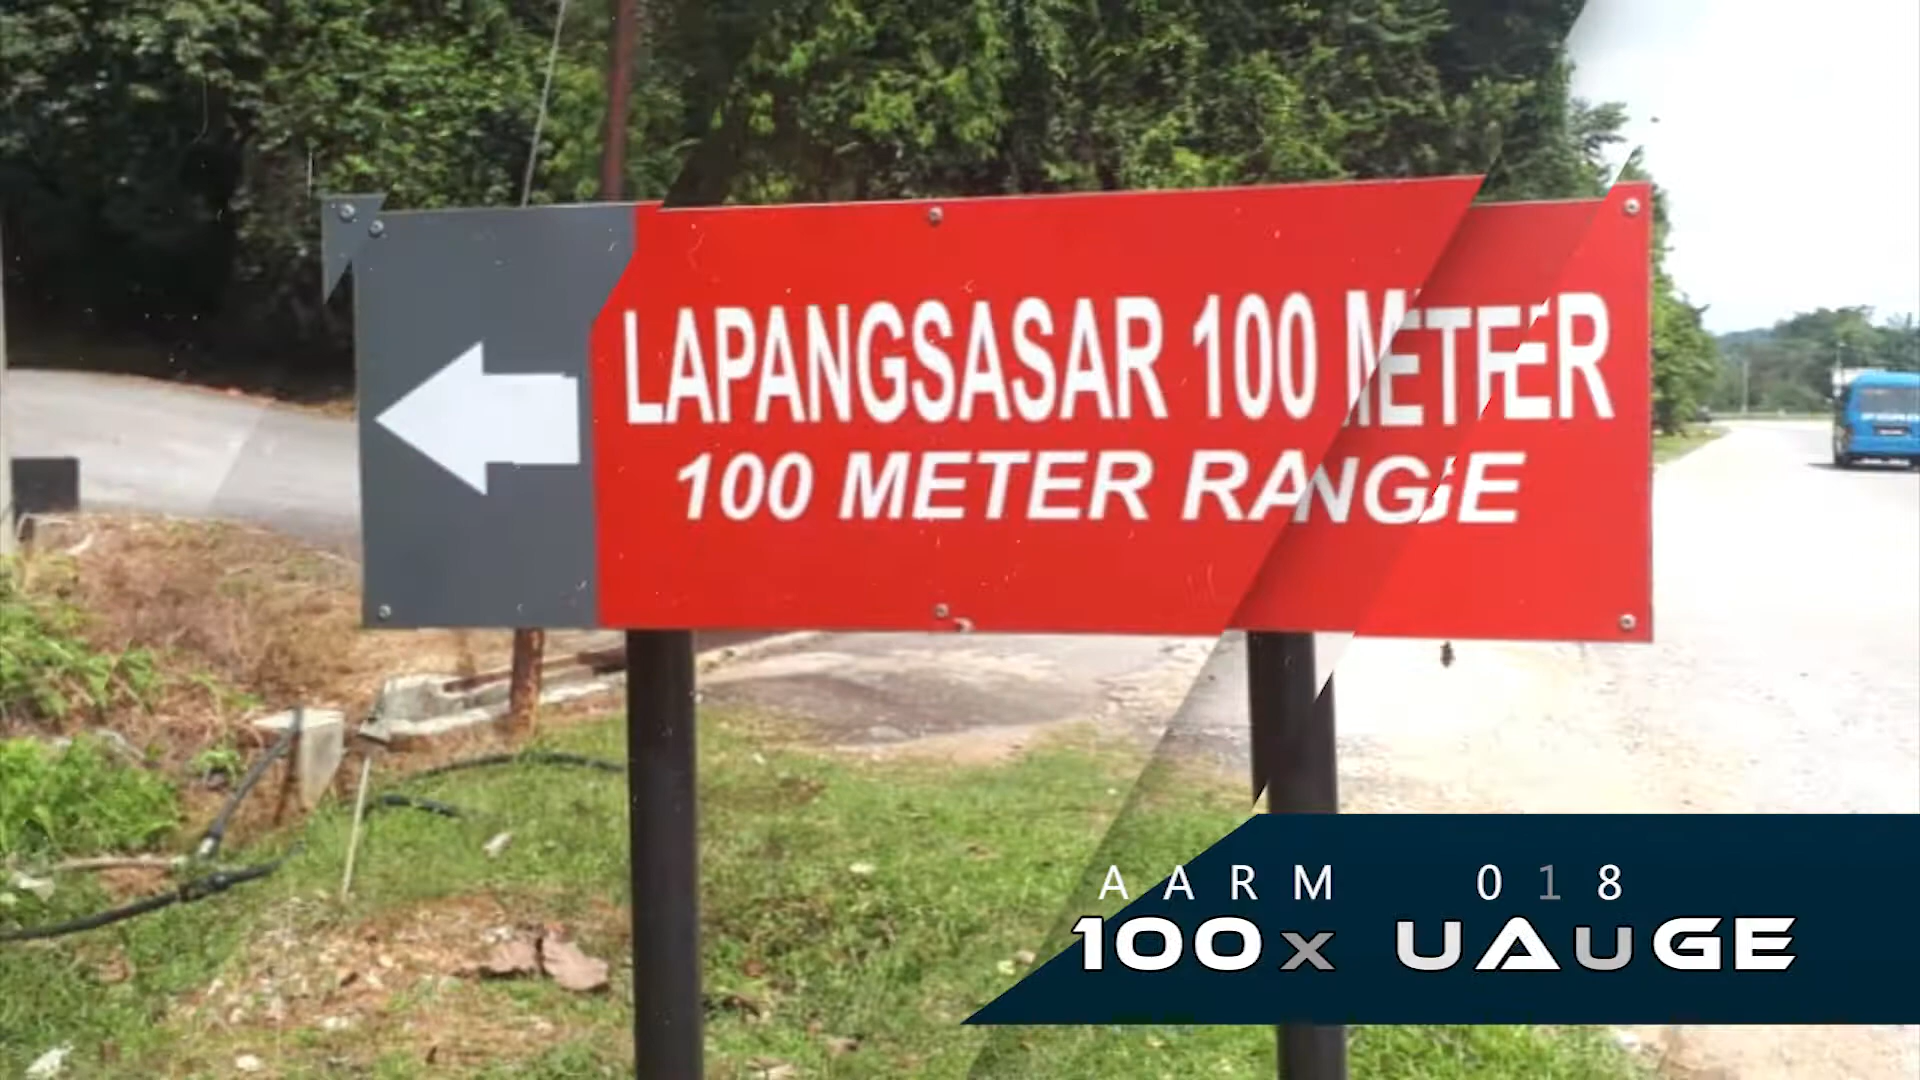 LAPANGSASAR 100 METER
100 METER RANGE
AARM 018
100x UAUGE